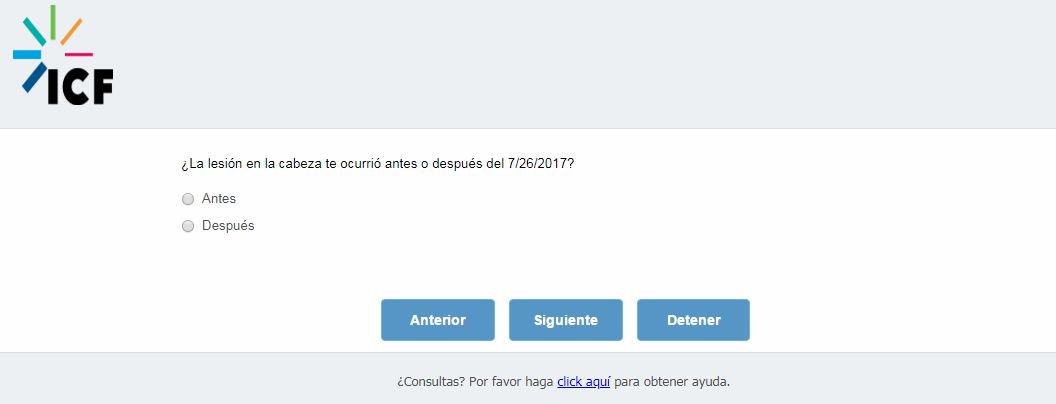 ICF
¿La lesión en la cabeza te ocurrió antes o después del 7/26/2017?
Antes
Después
Anterior Siguiente Detener
¿Consultas? Por favor haga click aquí para obtener ayuda.